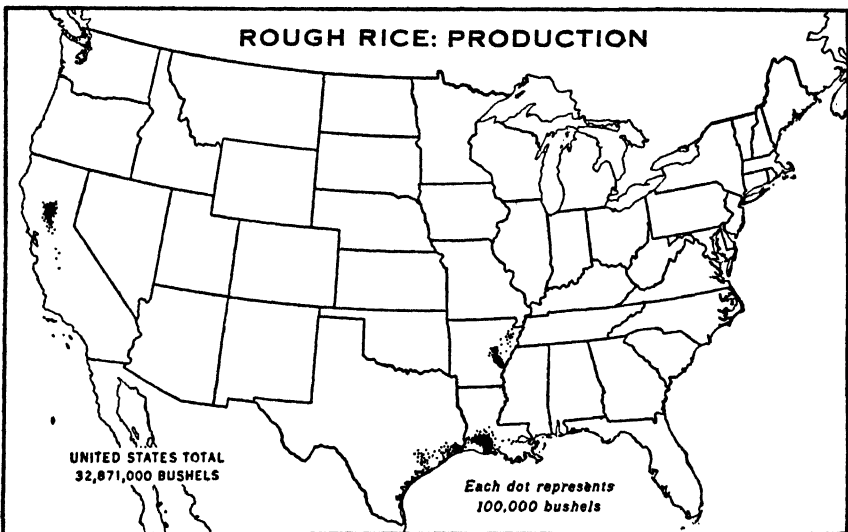 ROUGH RICE: PRODUCTION
UNITED STATES TOTAL
32,871,000 BUSHELS
Each dot represents
100,000 bushels